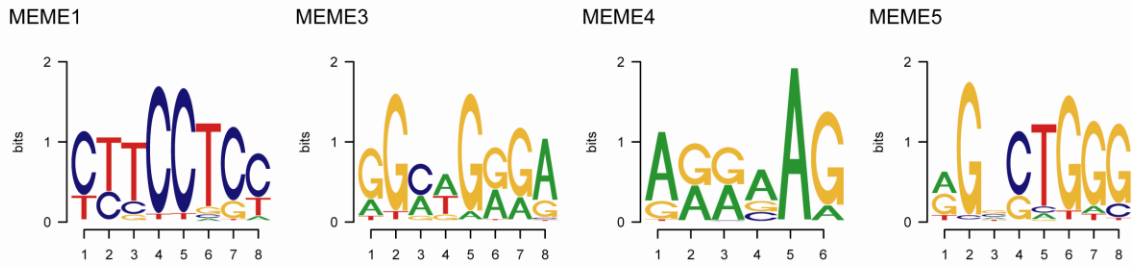 MEME1 MEME3 MEME4 MEME5
2 2 2 2
bits bits bits bits
1 1 1 1
0 0 0 0
C T T C C T C C G G C A G G G A A G G A A G A G C T G G G
T C C T T G G T A T A T A A A G G A A G A G G C T T C
1 2 3 4 5 6 7 8 1 2 3 4 5 6 7 8 1 2 3 4 5 6 1 2 3 4 5 6 7 8